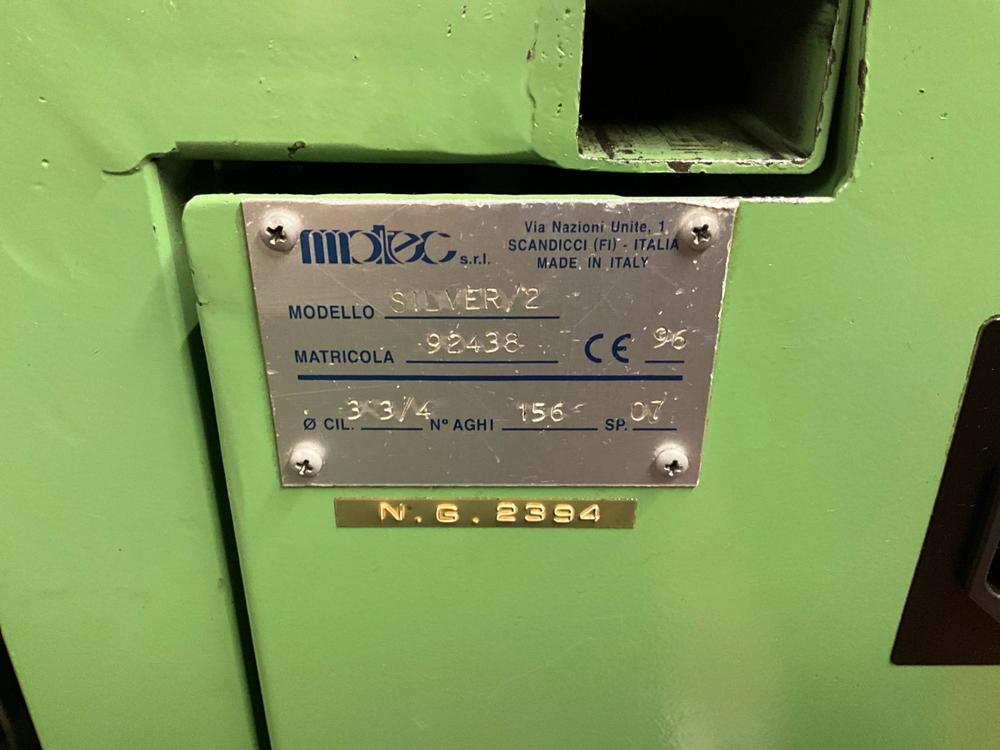 motec s.r.l.
Via Nazioni Unite, 1
SCANDICCI (FI) - ITALIA
MADE IN ITALY
MODELLO SILVER/2
MATRICOLA 92438 CE 96
Ø CIL. 3 3/4 N° AGHI 156 SP. 07
N.G.2394